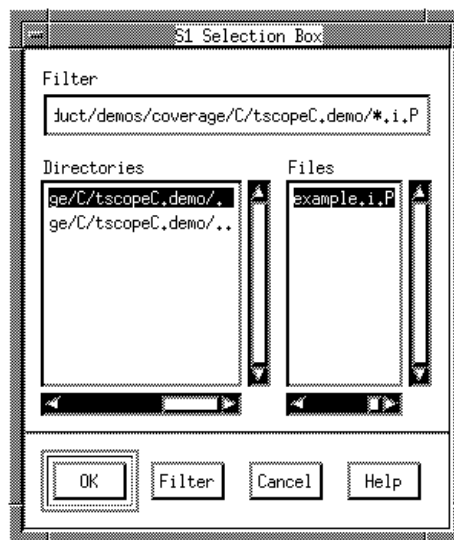 S1 Selection Box
Filter
duct/demos/coverage/C/tscopeC.demo/*.i.P
Directories
Files
ge/C/tscopeC.demo/.
ge/C/tscopeC.demo/..
example.i.P
OK
Filter
Cancel
Help